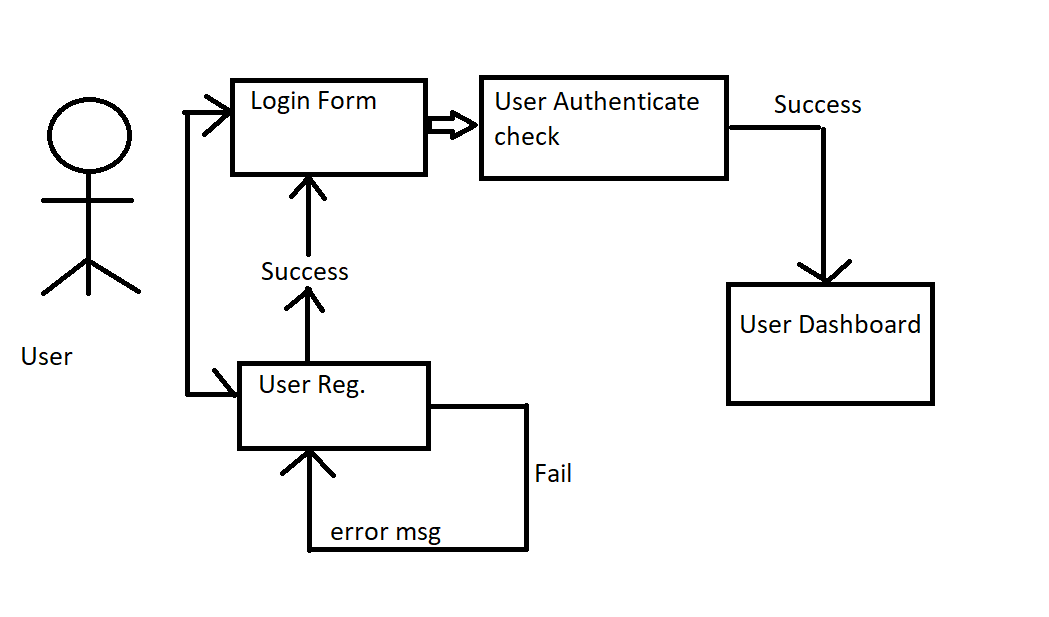 Login Form
User Authenticate
check
Success
Success
User Dashboard
User
User Reg.
Fail
error msg